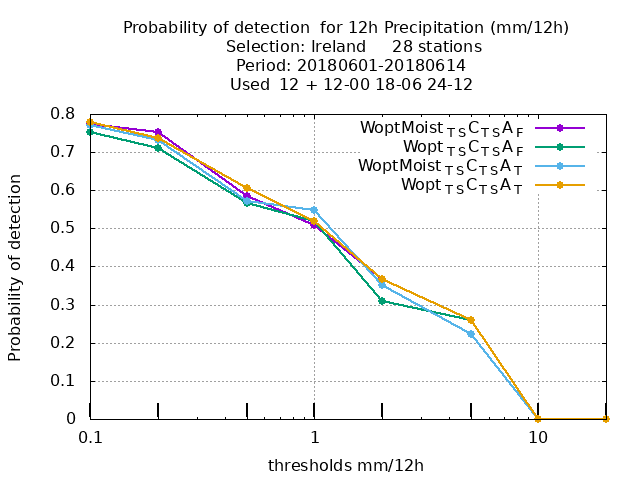 Probability of detection  for 12h Precipitation (mm/12h)
Selection: Ireland     28 stations
Period: 20180601-20180614
Used  12 + 12-00 18-06 24-12
WoptMoist TS C TS A F
Wopt TS C TS A F
WoptMoist TS C TS A T
Wopt TS C TS A T
Probability of detection
0.8
0.7
0.6
0.5
0.4
0.3
0.2
0.1
0
0.1 1 10
thresholds mm/12h